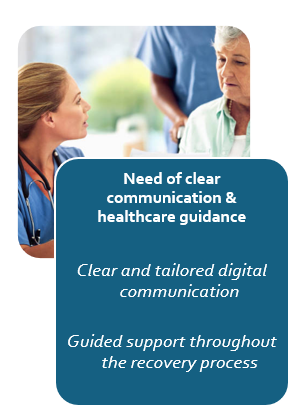 Need of clear
communication &
healthcare guidance
Clear and tailored digital
communication
Guided support throughout
the recovery process